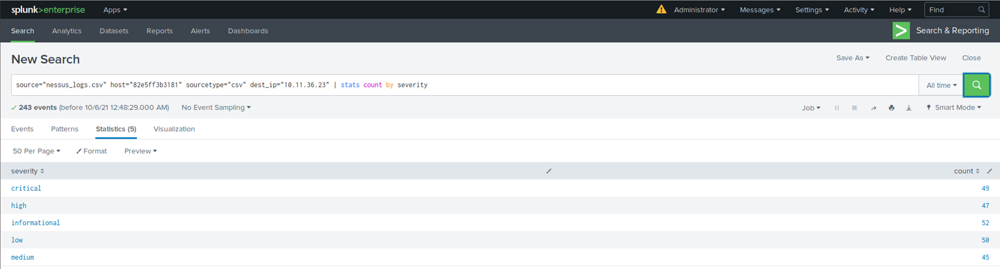 splunk>enterprise Apps Administrator Messages Settings Activity Help Find
Search Analytics Datasets Reports Alerts Dashboards Search & Reporting
New Search Save As Create Table View Close
source="nessus_logs.csv" host="82e5ff3b3181" sourcetype="csv" dest_ip="10.11.36.23" | stats count by severity All time
243 events (before 10/6/21 12:48:29.000 AM) No Event Sampling Job Smart Mode
Events Patterns Statistics (5) Visualization
50 Per Page Format Preview
severity count
critical 49
high 47
informational 52
low 50
medium 45